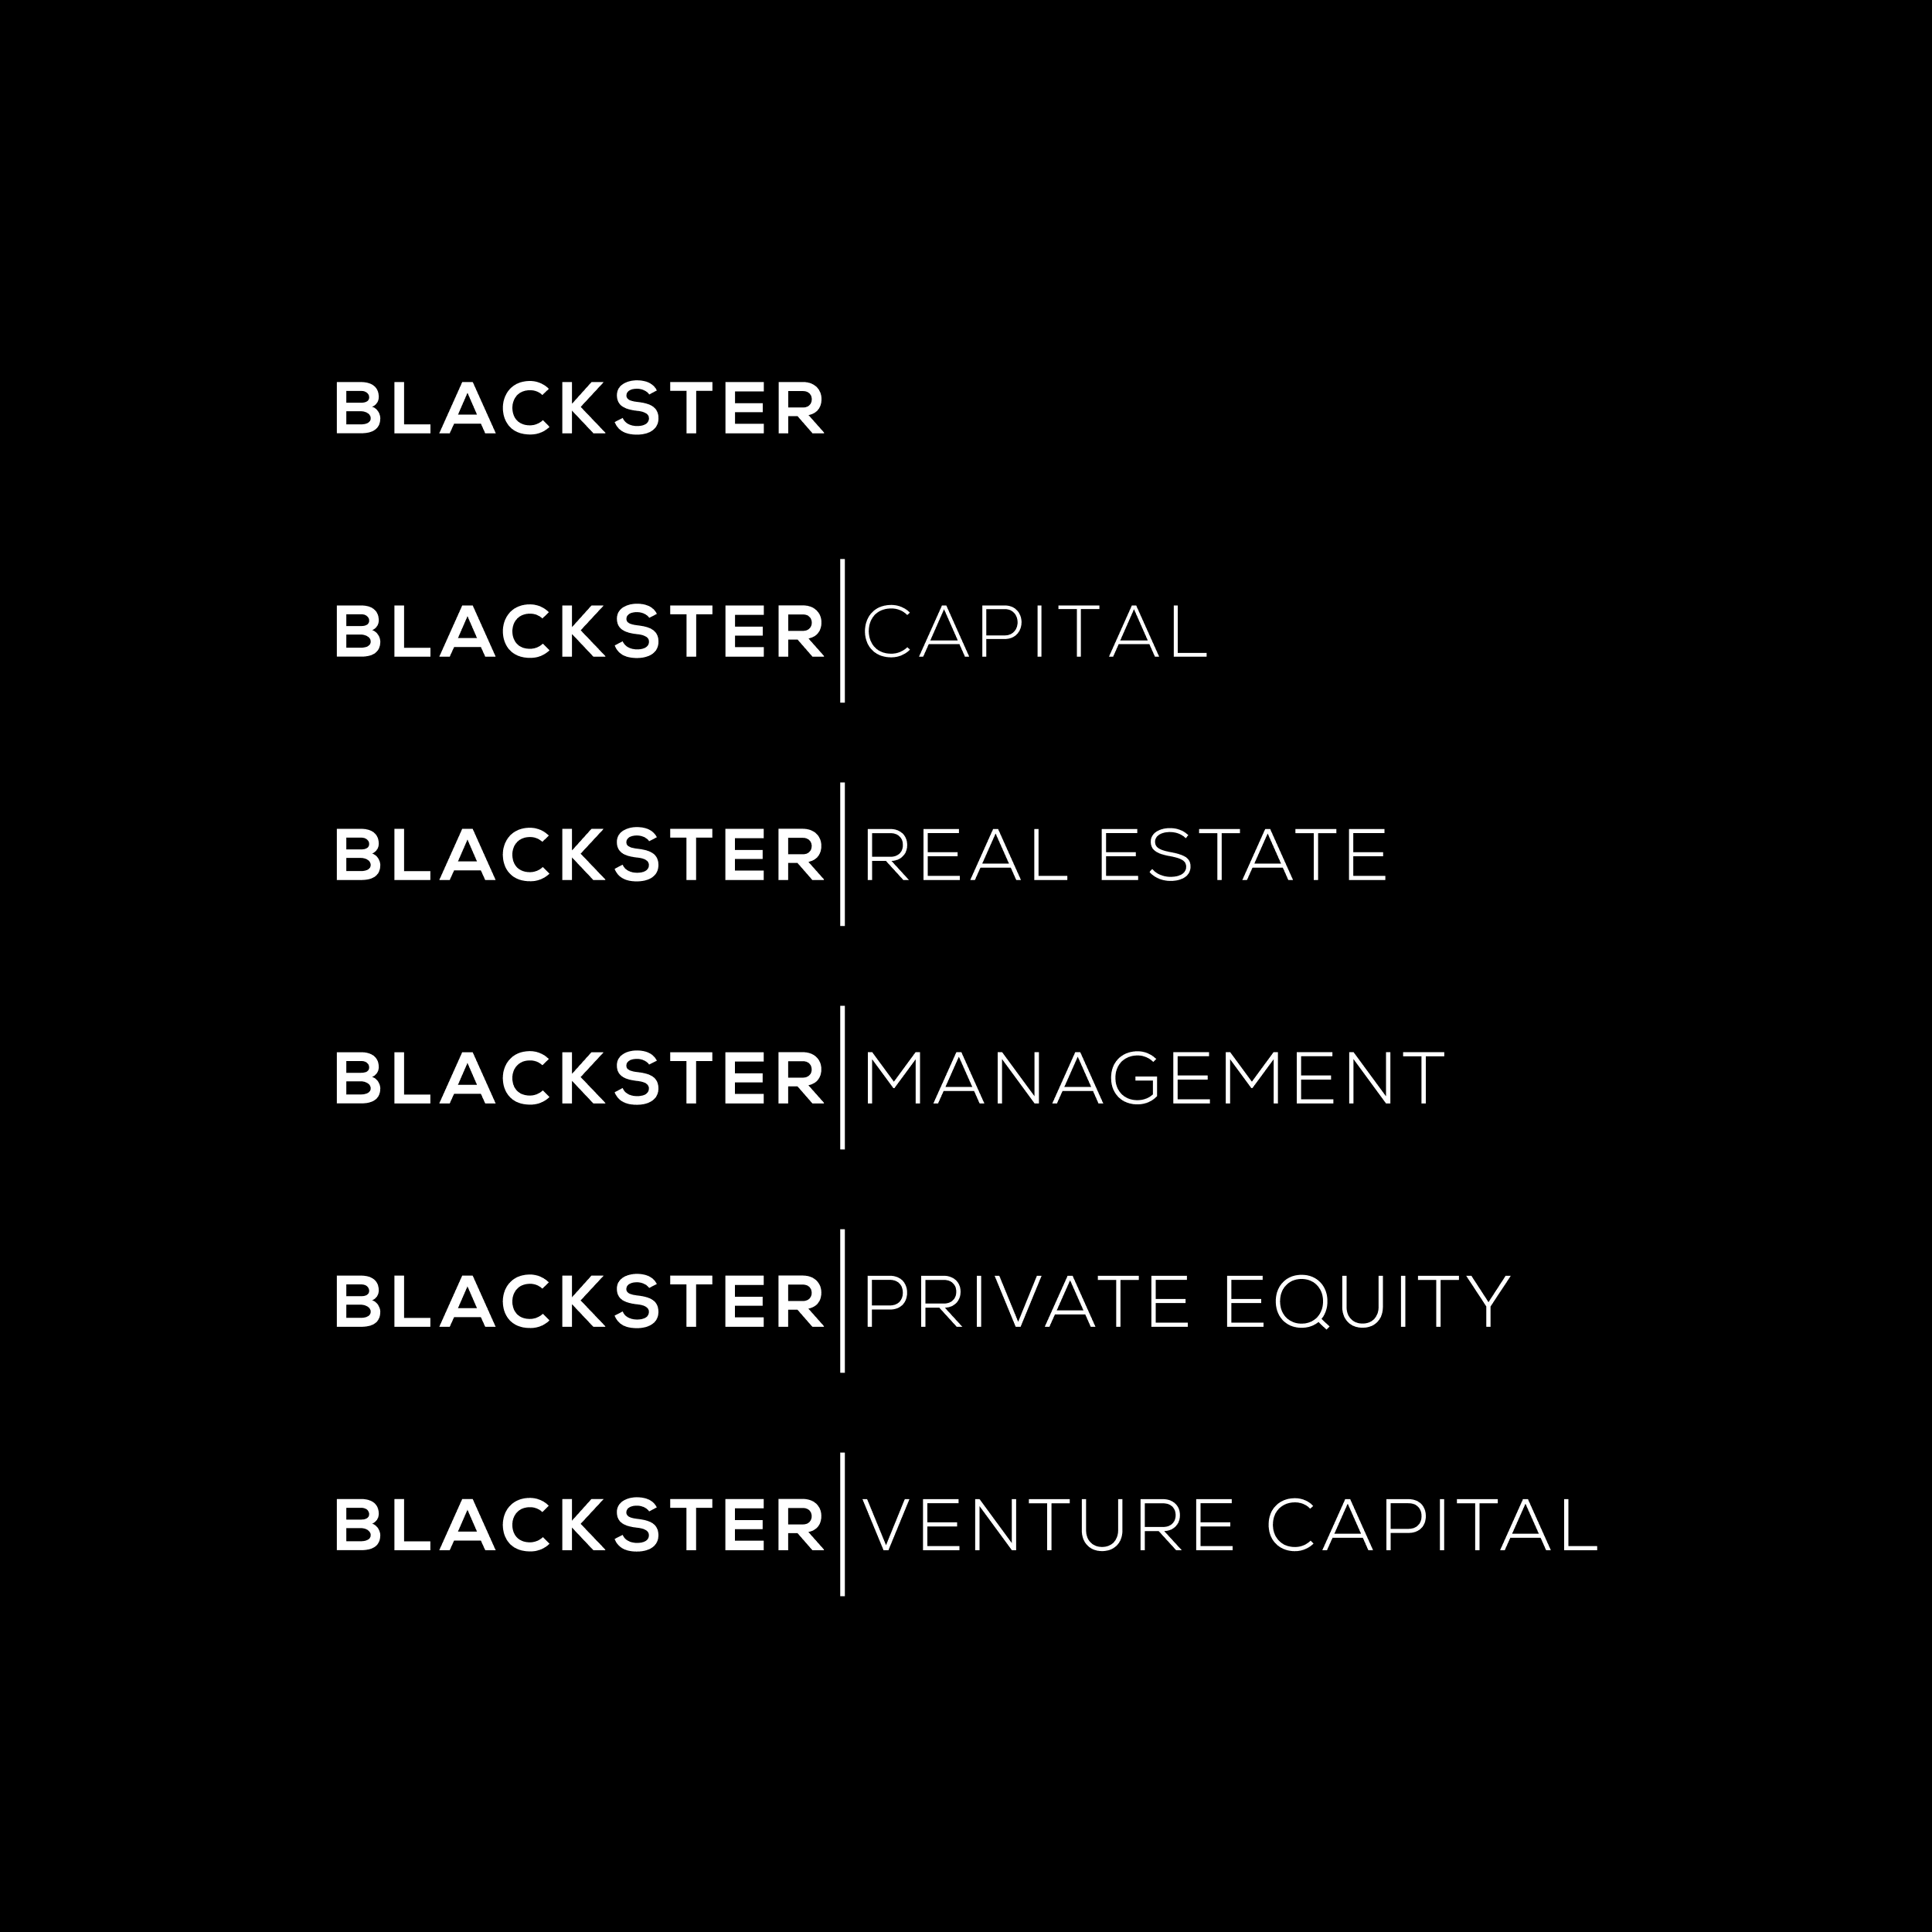 BLACKSTER
BLACKSTER | CAPITAL
BLACKSTER | REAL ESTATE
BLACKSTER | MANAGEMENT
BLACKSTER | PRIVATE EQUITY
BLACKSTER | VENTURE CAPITAL